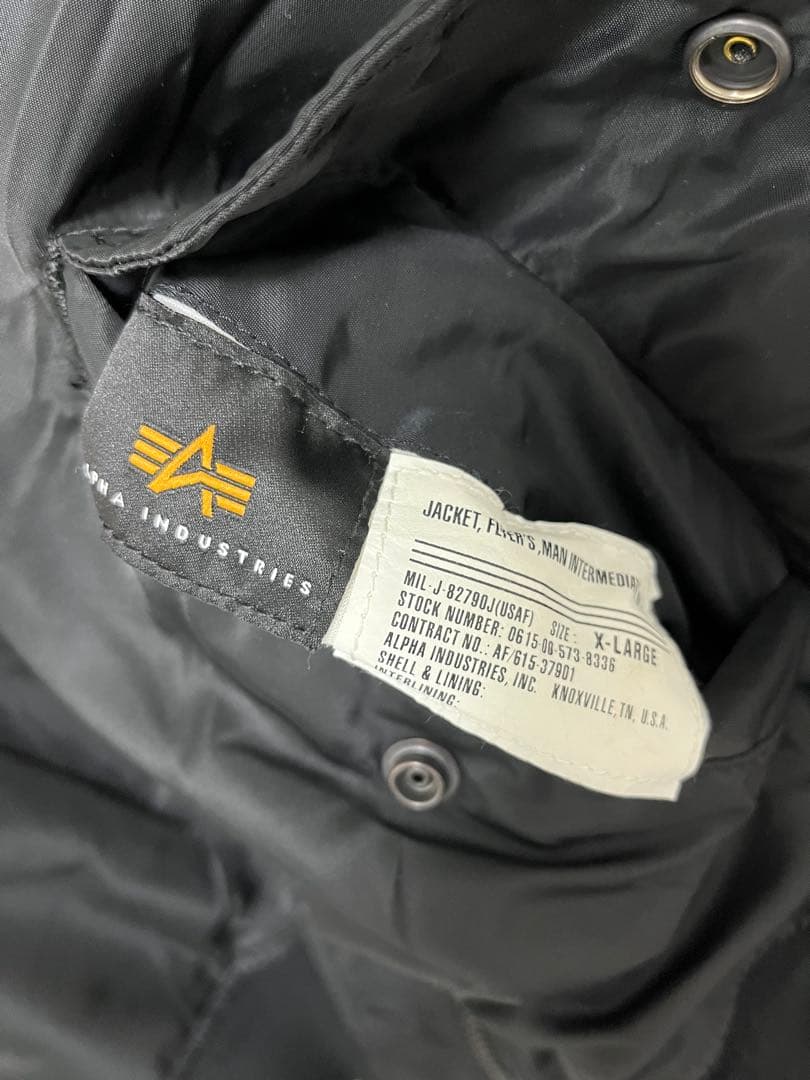 ALPHA INDUSTRIES
JACKET, FLYER'S, MAN INTERMEDIATE
MIL-J-82790J(USAF) SIZE: X-LARGE
STOCK NUMBER: 0615-00-573-8336
CONTRACT NO.: AF/615-37901
ALPHA INDUSTRIES, INC. KNOXVILLE, TN, U.S.A.
SHELL & LINING:
INTERLINING: